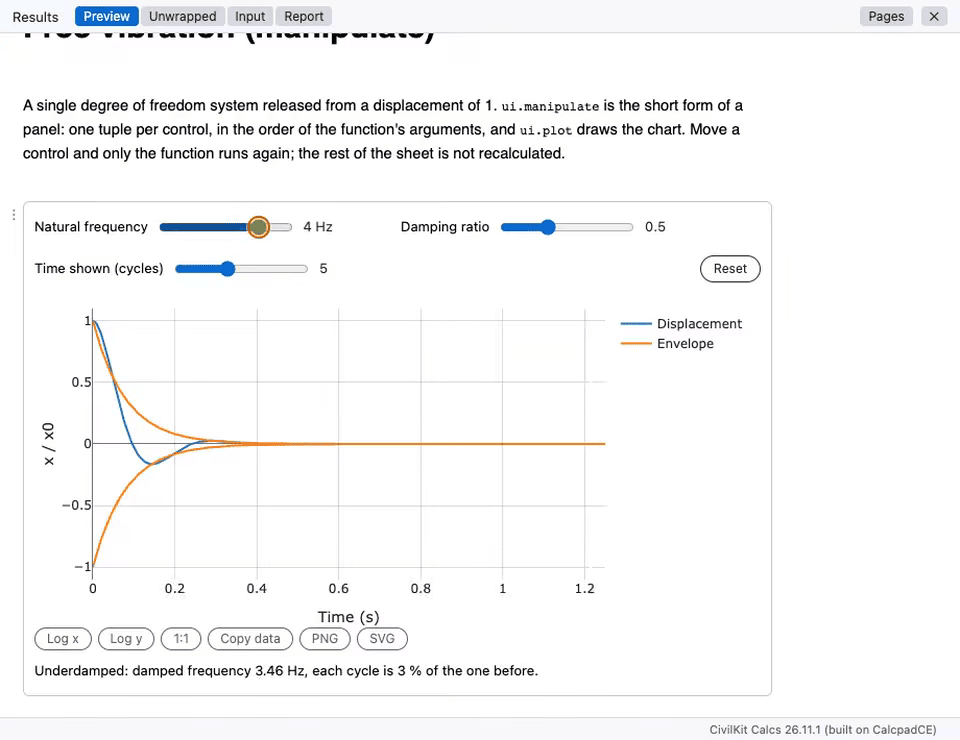 Results Preview Unwrapped Input Report Pages ✕
Free vibration (manipulate)
A single degree of freedom system released from a displacement of 1. ui.manipulate is the short form of a
panel: one tuple per control, in the order of the function's arguments, and ui.plot draws the chart. Move a
control and only the function runs again; the rest of the sheet is not recalculated.
Natural frequency 4 Hz Damping ratio 0.5
Time shown (cycles) 5 Reset
1
0.5
0
−0.5
−1
x / x0
Displacement
Envelope
0 0.2 0.4 0.6 0.8 1 1.2
Time (s)
Log x Log y 1:1 Copy data PNG SVG
Underdamped: damped frequency 3.46 Hz, each cycle is 3 % of the one before.
CivilKit Calcs 26.11.1 (built on CalcpadCE)